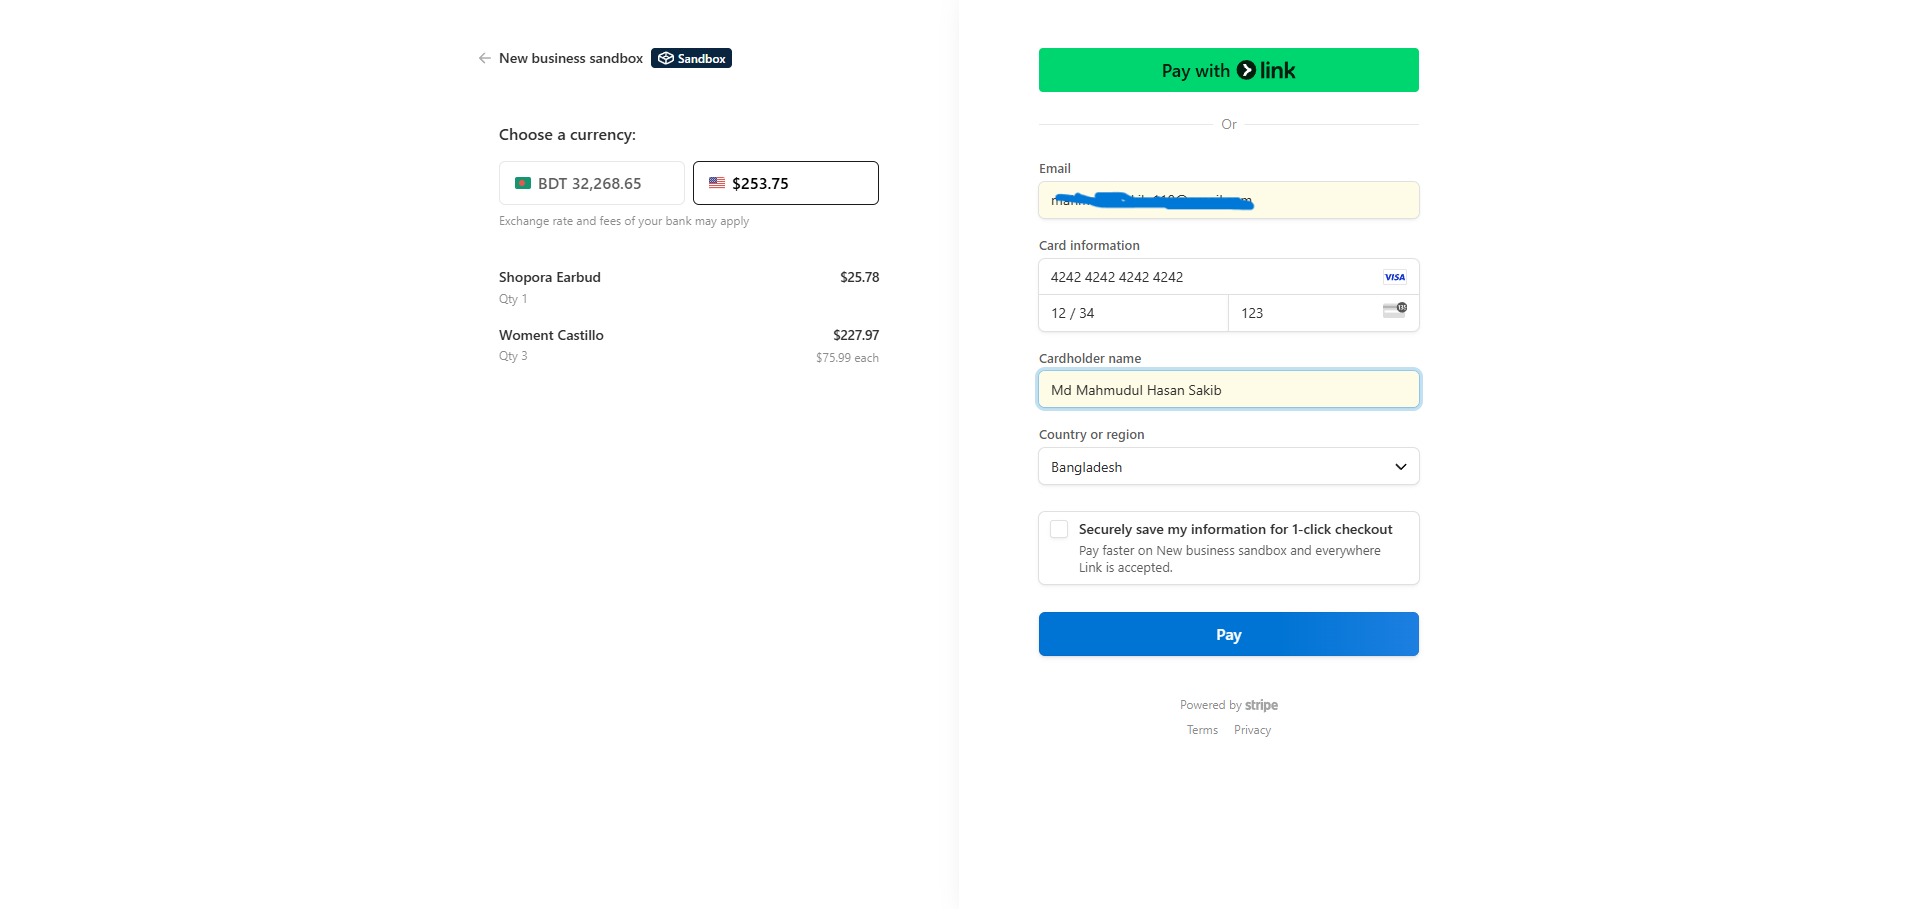 New business sandbox Sandbox
Choose a currency:
BDT 32,268.65 $253.75
Exchange rate and fees of your bank may apply
Shopora Earbud $25.78
Qty 1
Woment Castillo $227.97
Qty 3 $75.99 each
Pay with link
Or
Email
Card information
4242 4242 4242 4242 VISA
12 / 34 123
Cardholder name
Md Mahmudul Hasan Sakib
Country or region
Bangladesh
Securely save my information for 1-click checkout
Pay faster on New business sandbox and everywhere
Link is accepted.
Pay
Powered by stripe
Terms Privacy